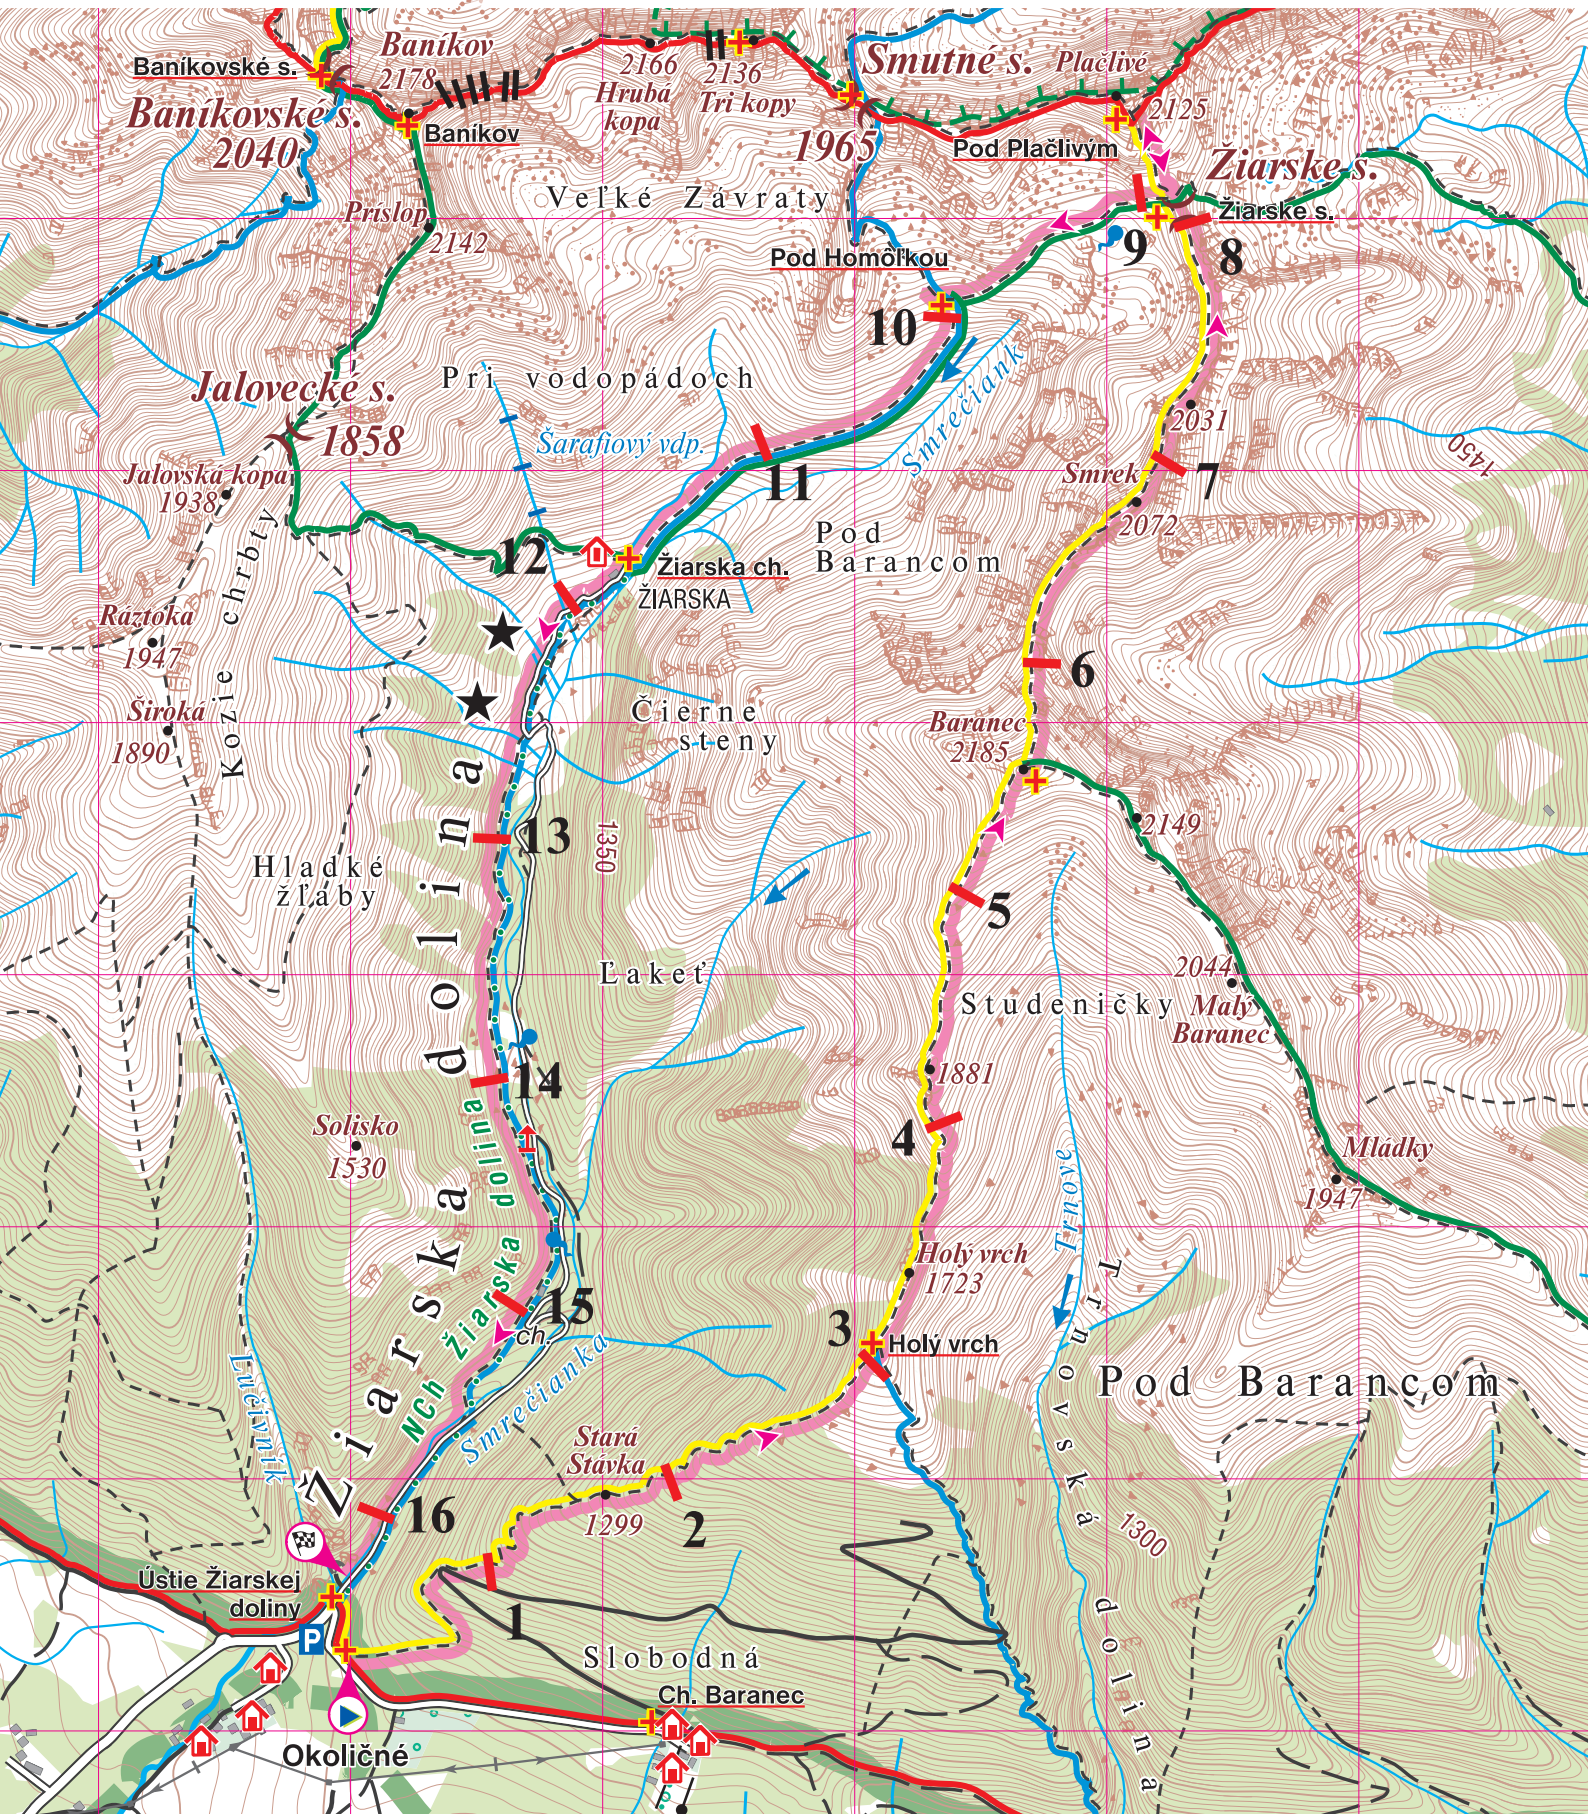 Baníkov
2178
Baníkovské s.
Baníkovské s.
2040
Baníkov
2166
Hrubá
kopa
2136
Tri kopy
Smutné s.
1965
Plačlivé
2125
Pod Plačlivým
Žiarske s.
Žiarske s.
Veľké Závraty
Príslop
2142
Pod Homôľkou
9
8
10
Jalovecké s.
1858
Pri vodopádoch
Šarafiový vdp.
Smrečiank
2031
1450
Jalovská kopa
1938
11
Smrek
2072
7
Pod
Barancom
12
Žiarska ch.
ŽIARSKA
Kozie chrbty
Ráztoka
1947
6
Široká
1890
Čierne
steny
Baranec
2185
2149
13
1350
Hladké
žľaby
5
Ľakeť
2044
Malý
Baranec
Studeničky
14
1881
4
Solisko
1530
Mládky
1947
Trnové
Holý vrch
1723
15
ch.
3
Holý vrch
Žiarska dolina
NCh Žiarska dolina
Smrečianka
Lúčivník
Trnovská dolina
Pod Barancom
Stará
Stávka
1299
2
16
1300
Ústie Žiarskej
doliny
P
1
Slobodná
Ch. Baranec
Okoličné